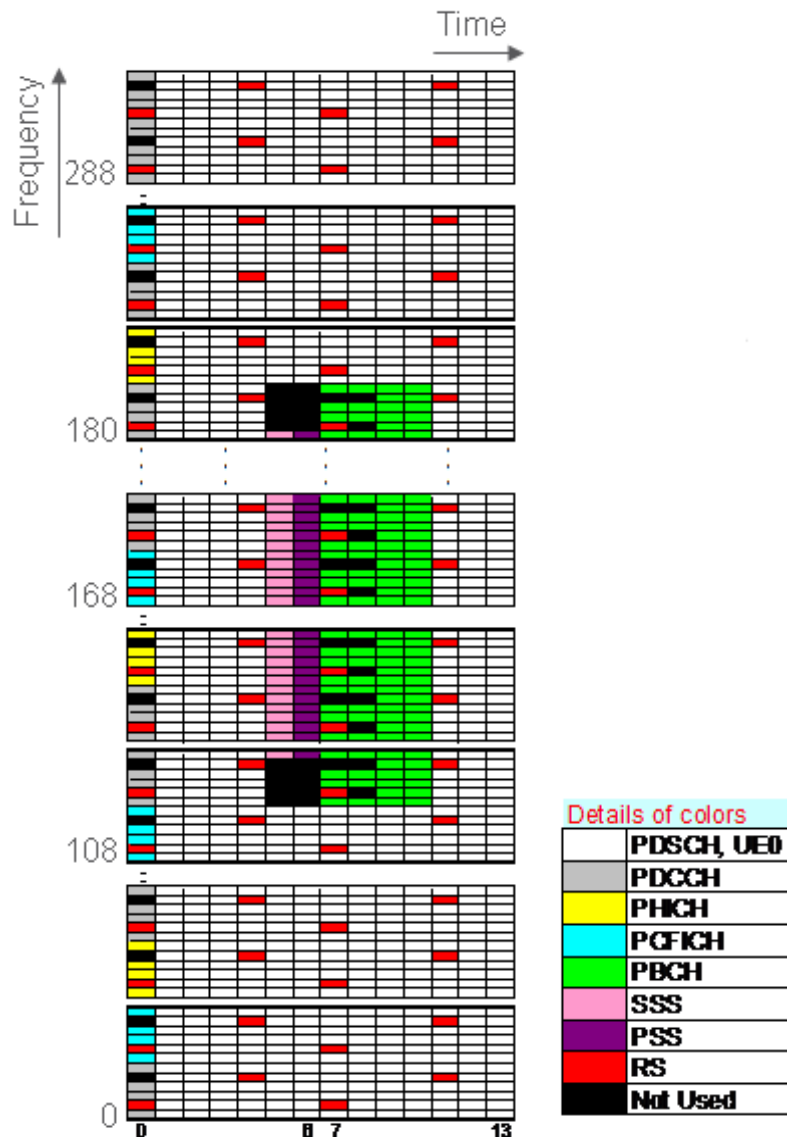 Time
Frequency
288
180
168
108
0
0 6 7 13
Details of colors
PDSCH, UE0
PDCCH
PHICH
PCFICH
PBCH
SSS
PSS
RS
Not Used